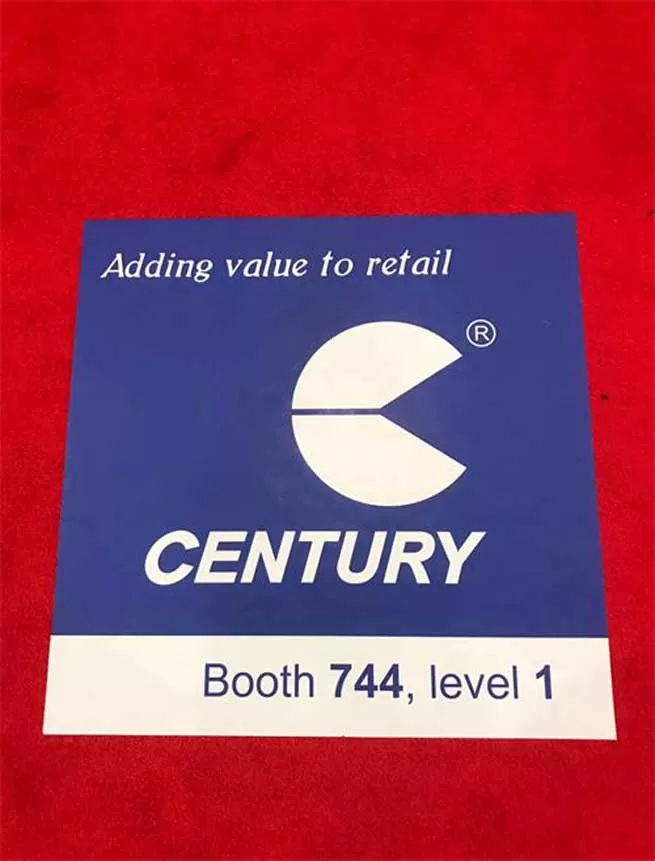 Adding value to retail
®
CENTURY
Booth 744, level 1